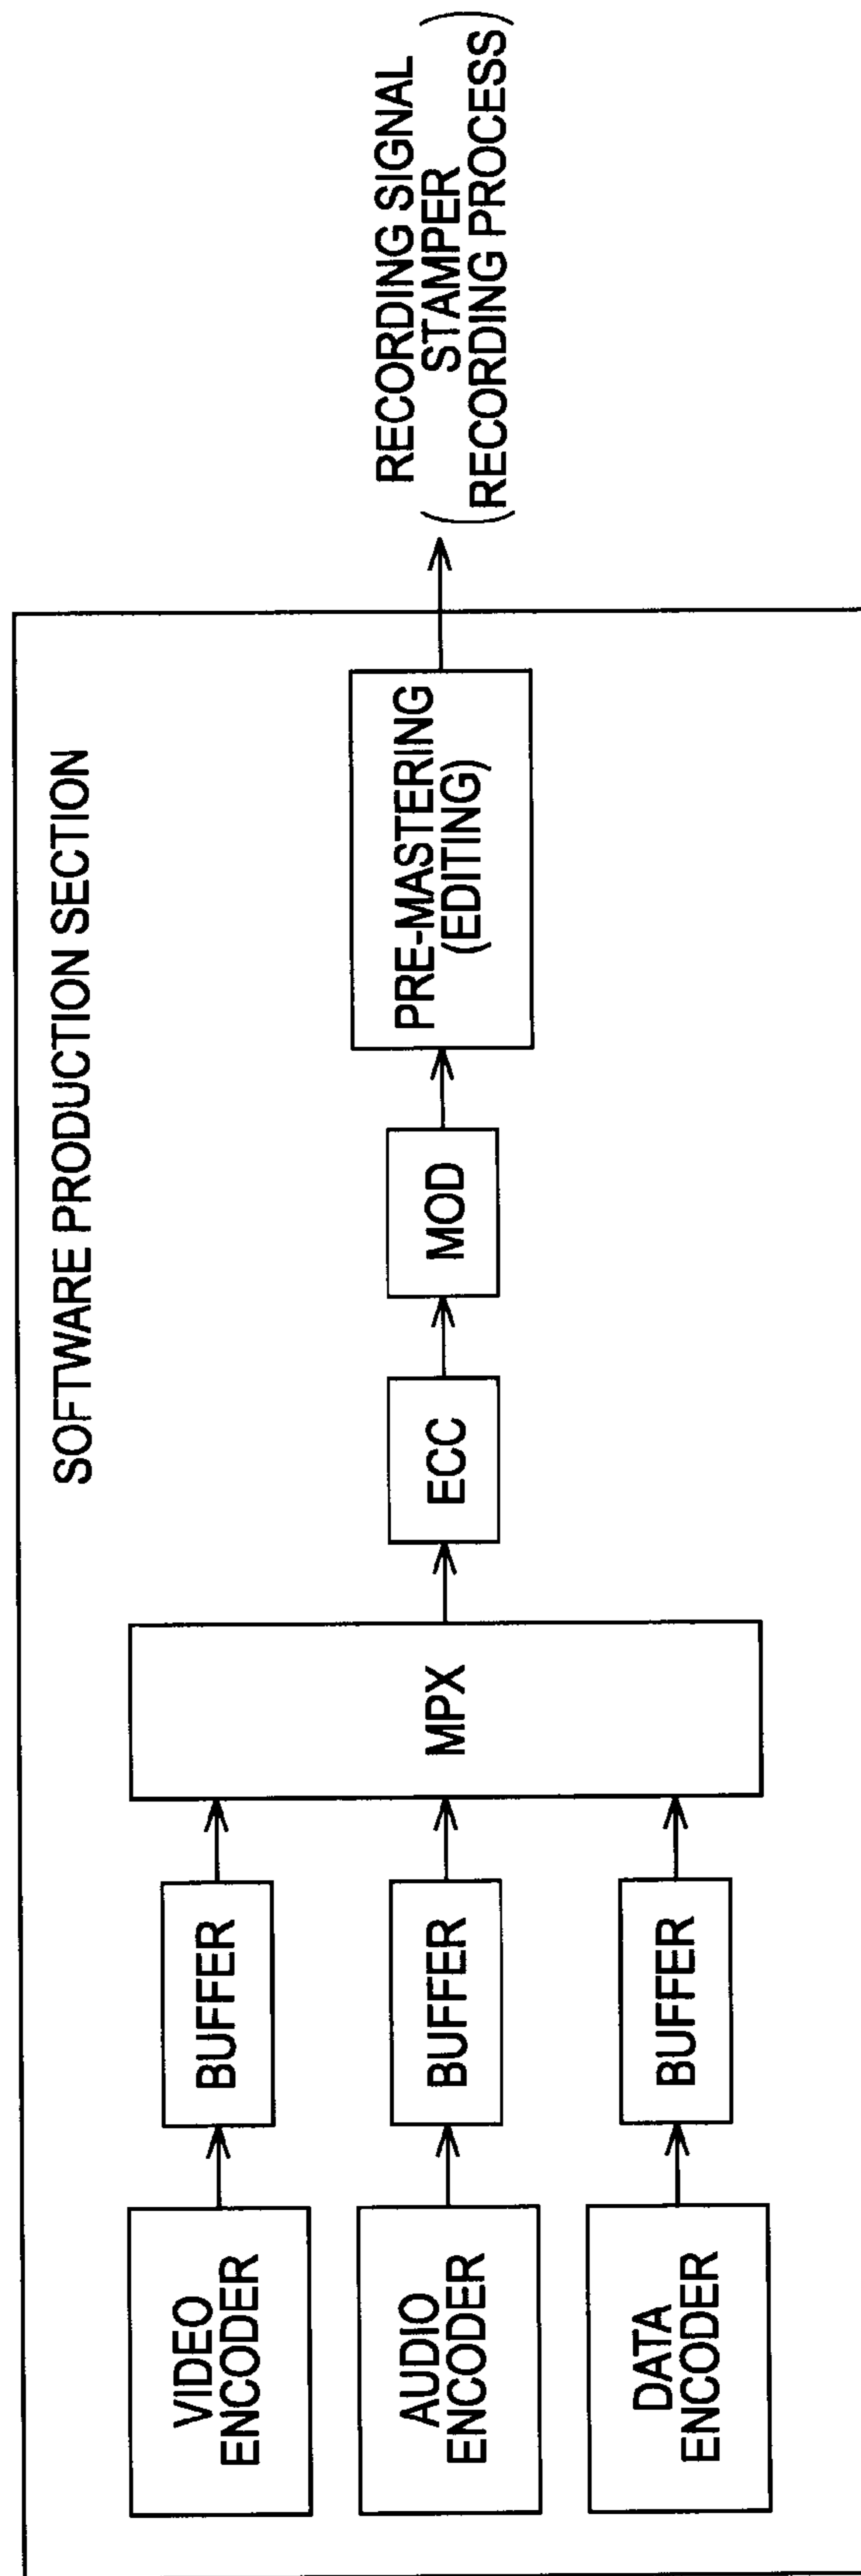 SOFTWARE PRODUCTION SECTION
VIDEO
ENCODER
BUFFER
AUDIO
ENCODER
BUFFER
DATA
ENCODER
BUFFER
MPX
ECC
MOD
PRE-MASTERING
(EDITING)
RECORDING SIGNAL
(STAMPER
RECORDING PROCESS)